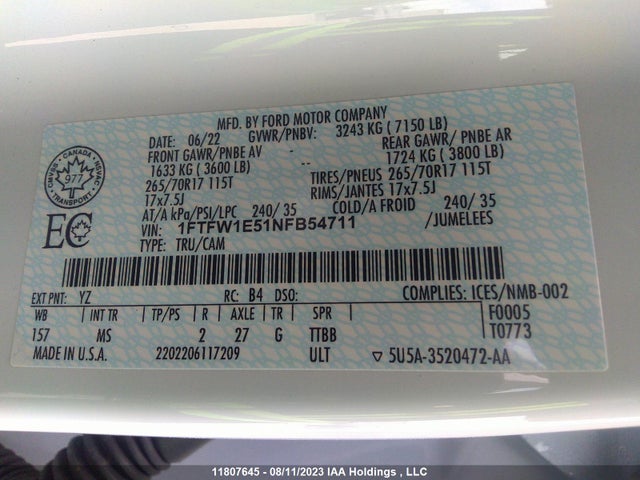 MFD. BY FORD MOTOR COMPANY
DATE: 06/22 GVWR/PNBV: 3243 KG ( 7150 LB)
FRONT GAWR/PNBE AV - REAR GAWR/ PNBE AR
1633 KG ( 3600 LB) -- 1724 KG ( 3800 LB)
265/70R17 115T TIRES/PNEUS 265/70R17 115T
17x7.5J RIMS/JANTES 17x7.5J
AT/A kPa/PSI/LPC 240/ 35 COLD/A FROID 240/ 35
VIN: 1FTFW1E51NFB54711 /JUMELEES
TYPE: TRU/CAM
CANADA
CMVSS NSVAC
977
EC
EXT PNT: YZ RC: B4 DSO: COMPLIES: ICES/NMB-002
WB INT TR TP/PS R AXLE TR SPR F0005
157 MS 2 27 G TTBB T0773
MADE IN U.S.A. 2202206117209 ULT 5U5A-3520472-AA
11807645 - 08/11/2023 IAA Holdings , LLC